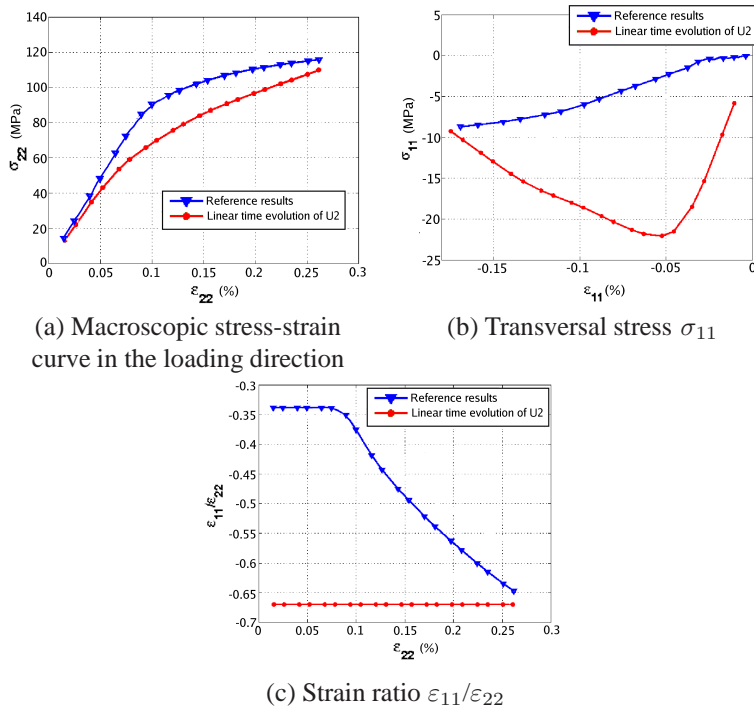 140
120
100
80
60
40
20
0
σ22 (MPa)
Reference results
Linear time evolution of U2
0 0.05 0.1 0.15 0.2 0.25 0.3
ε22 (%)
(a) Macroscopic stress-strain
curve in the loading direction
5
0
-5
-10
-15
-20
-25
σ11 (MPa)
Reference results
Linear time evolution of U2
-0.15 -0.1 -0.05 0
ε11(%)
(b) Transversal stress σ11
-0.3
-0.35
-0.4
-0.45
-0.5
-0.55
-0.6
-0.65
-0.7
ε11/ε22
Reference results
Linear time evolution of U2
0 0.05 0.1 0.15 0.2 0.25 0.3
ε22 (%)
(c) Strain ratio ε11/ε22